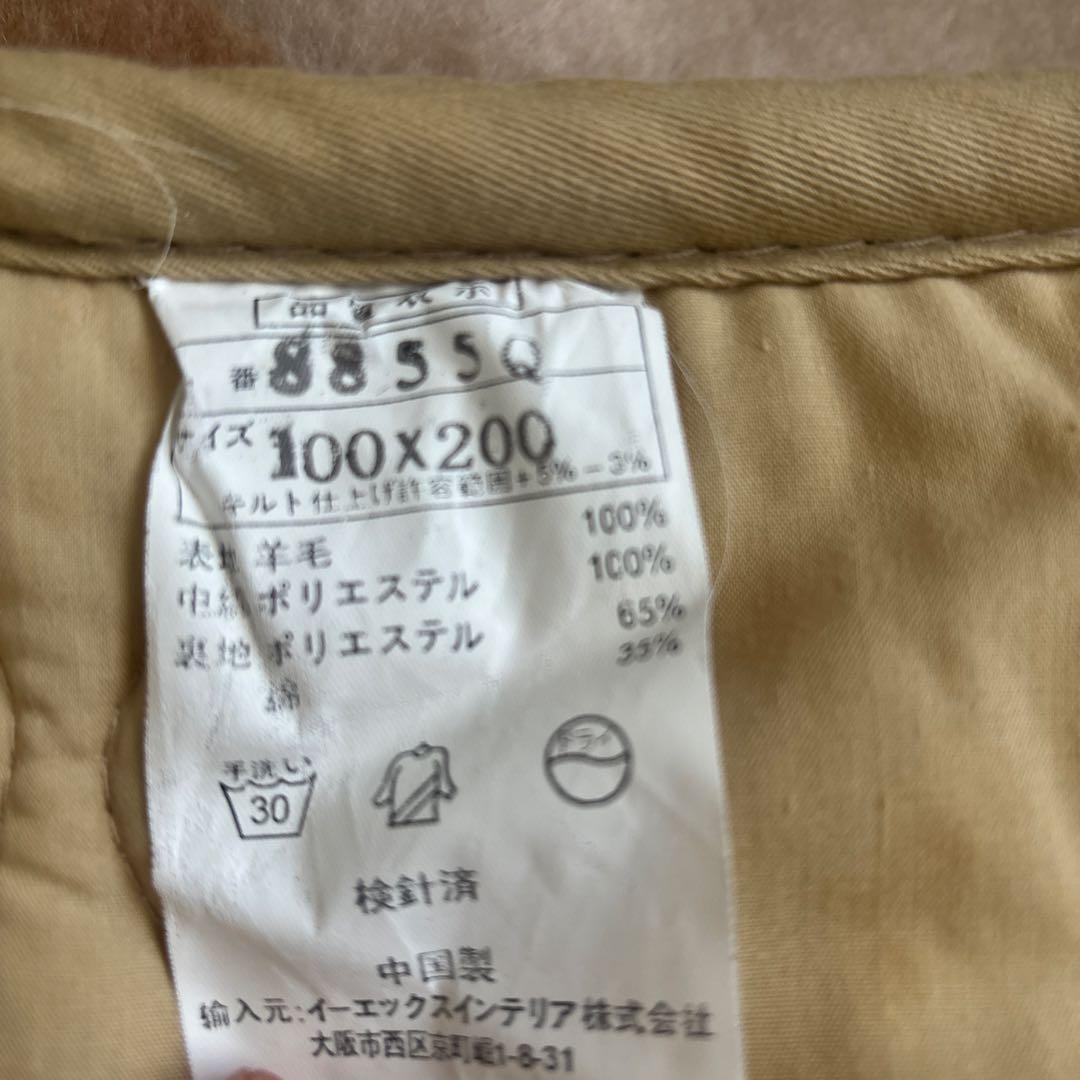 品質表示
番 8855Q
サイズ 100×200
キルト仕上げ許容範囲+5%-3%
表地 羊毛 100%
中綿 ポリエステル 100%
裏地 ポリエステル 65%
綿 35%
手洗い ドライ
30
検針済
中国製
輸入元:イーエックスインテリア株式会社
大阪市西区京町堀1-8-31